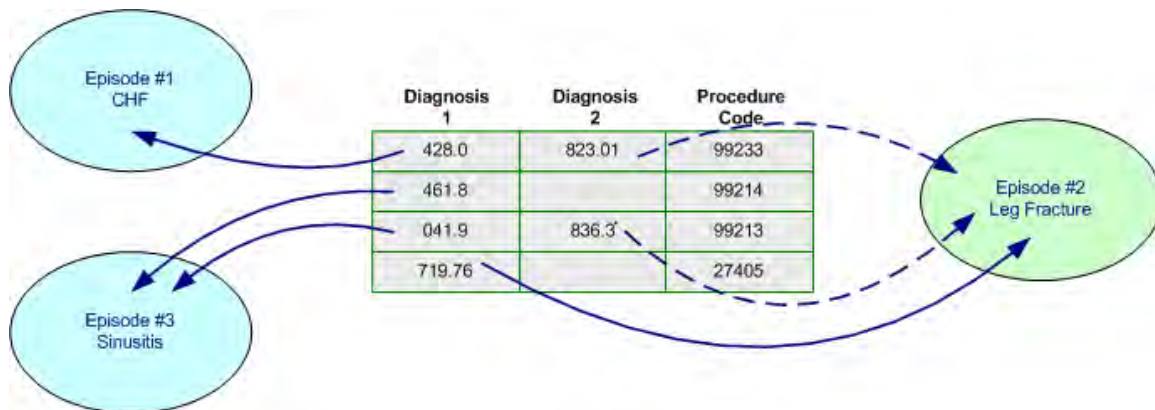 Episode #1
CHF
Diagnosis 1
Diagnosis 2
Procedure Code
428.0 823.01 99233
461.8 99214
041.9 836.3 99213
719.76 27405
Episode #2
Leg Fracture
Episode #3
Sinusitis